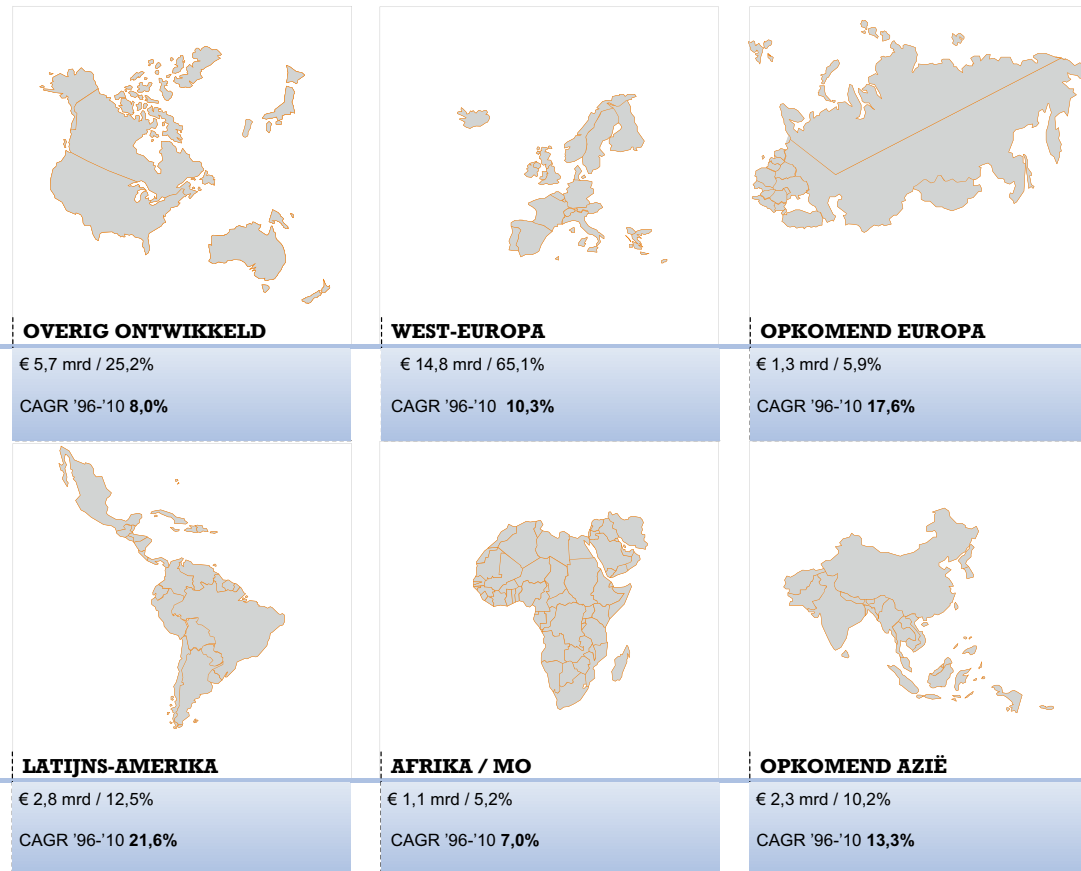 OVERIG ONTWIKKELD
€ 5,7 mrd / 25,2%
CAGR ’96-’10 8,0%
WEST-EUROPA
€ 14,8 mrd / 65,1%
CAGR ’96-’10 10,3%
OPKOMEND EUROPA
€ 1,3 mrd / 5,9%
CAGR ’96-’10 17,6%
LATIJNS-AMERIKA
€ 2,8 mrd / 12,5%
CAGR ’96-’10 21,6%
AFRIKA / MO
€ 1,1 mrd / 5,2%
CAGR ’96-’10 7,0%
OPKOMEND AZIË
€ 2,3 mrd / 10,2%
CAGR ’96-’10 13,3%